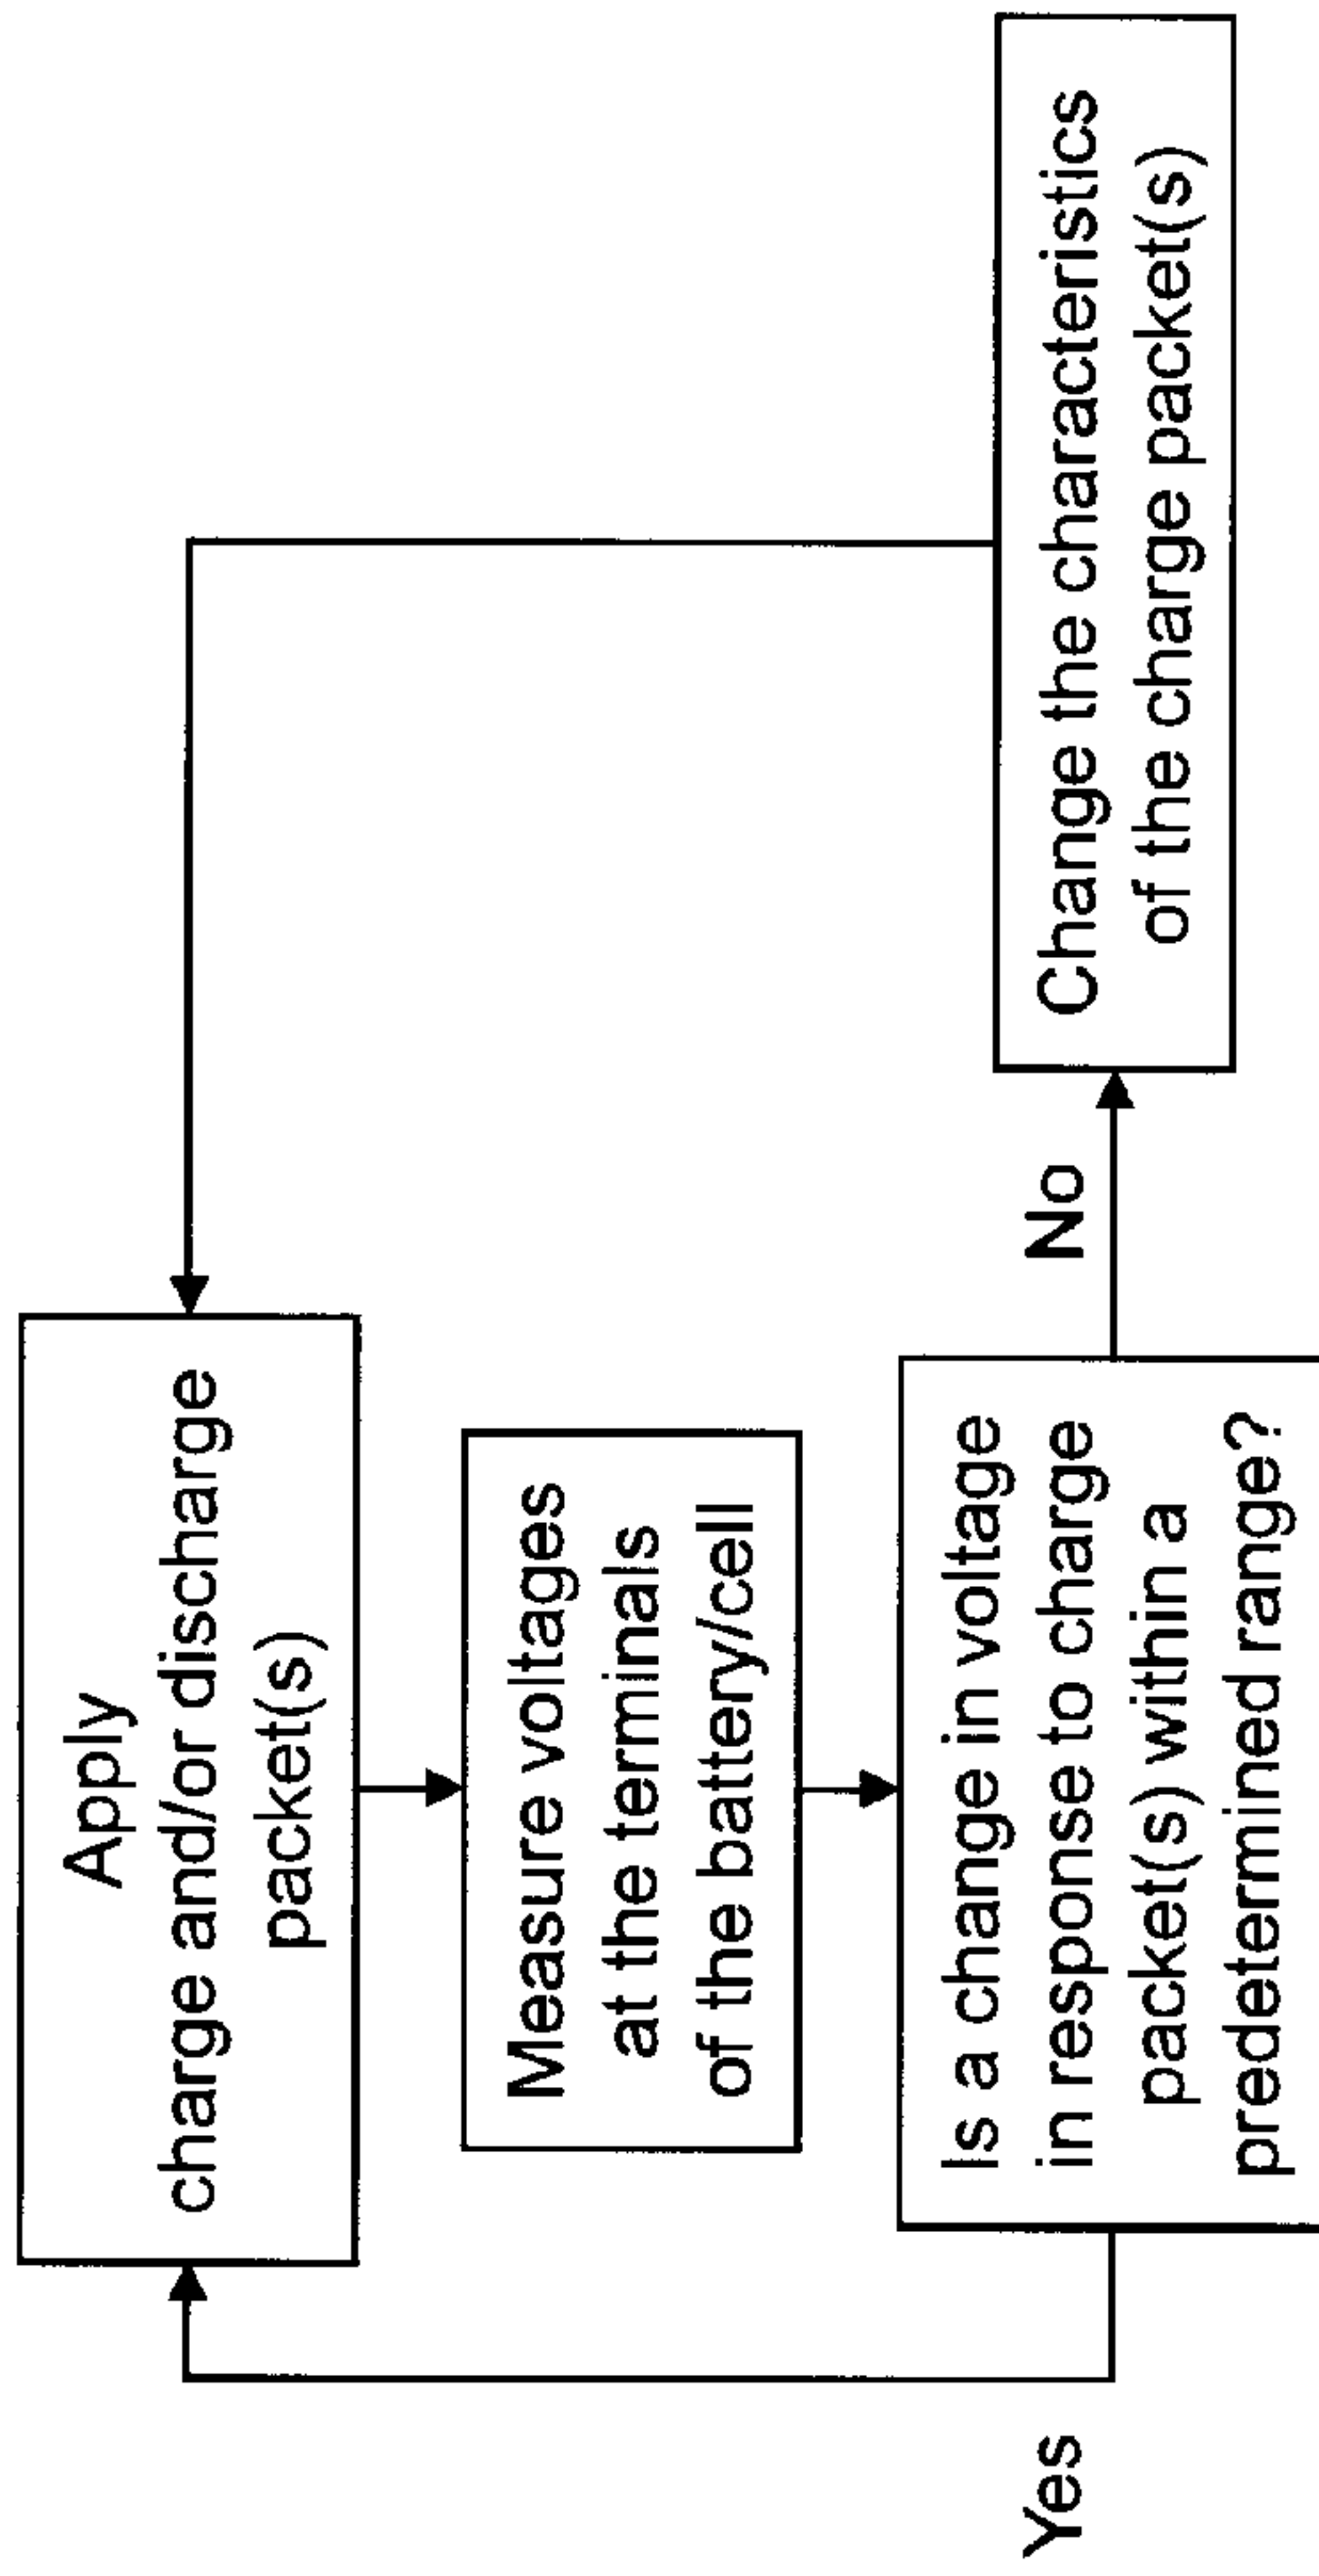 Apply
charge and/or discharge
packet(s)
Measure voltages
at the terminals
of the battery/cell
Is a change in voltage
in response to charge
packet(s) within a
predetermined range?
Yes
No
Change the characteristics
of the charge packet(s)